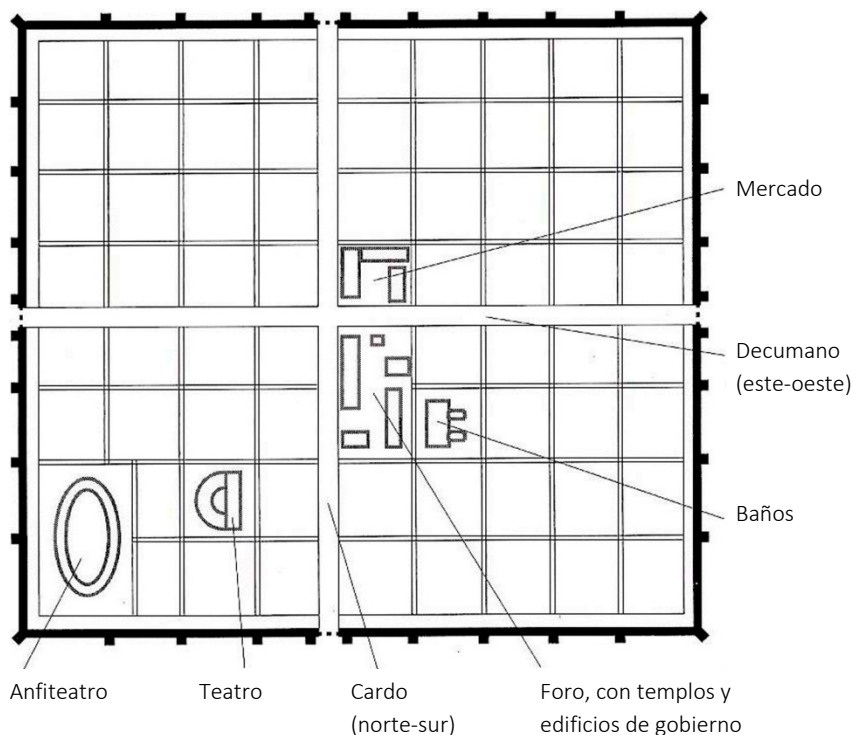 Mercado
Decumano
(este-oeste)
Baños
Anfiteatro
Teatro
Cardo
(norte-sur)
Foro, con templos y
edificios de gobierno